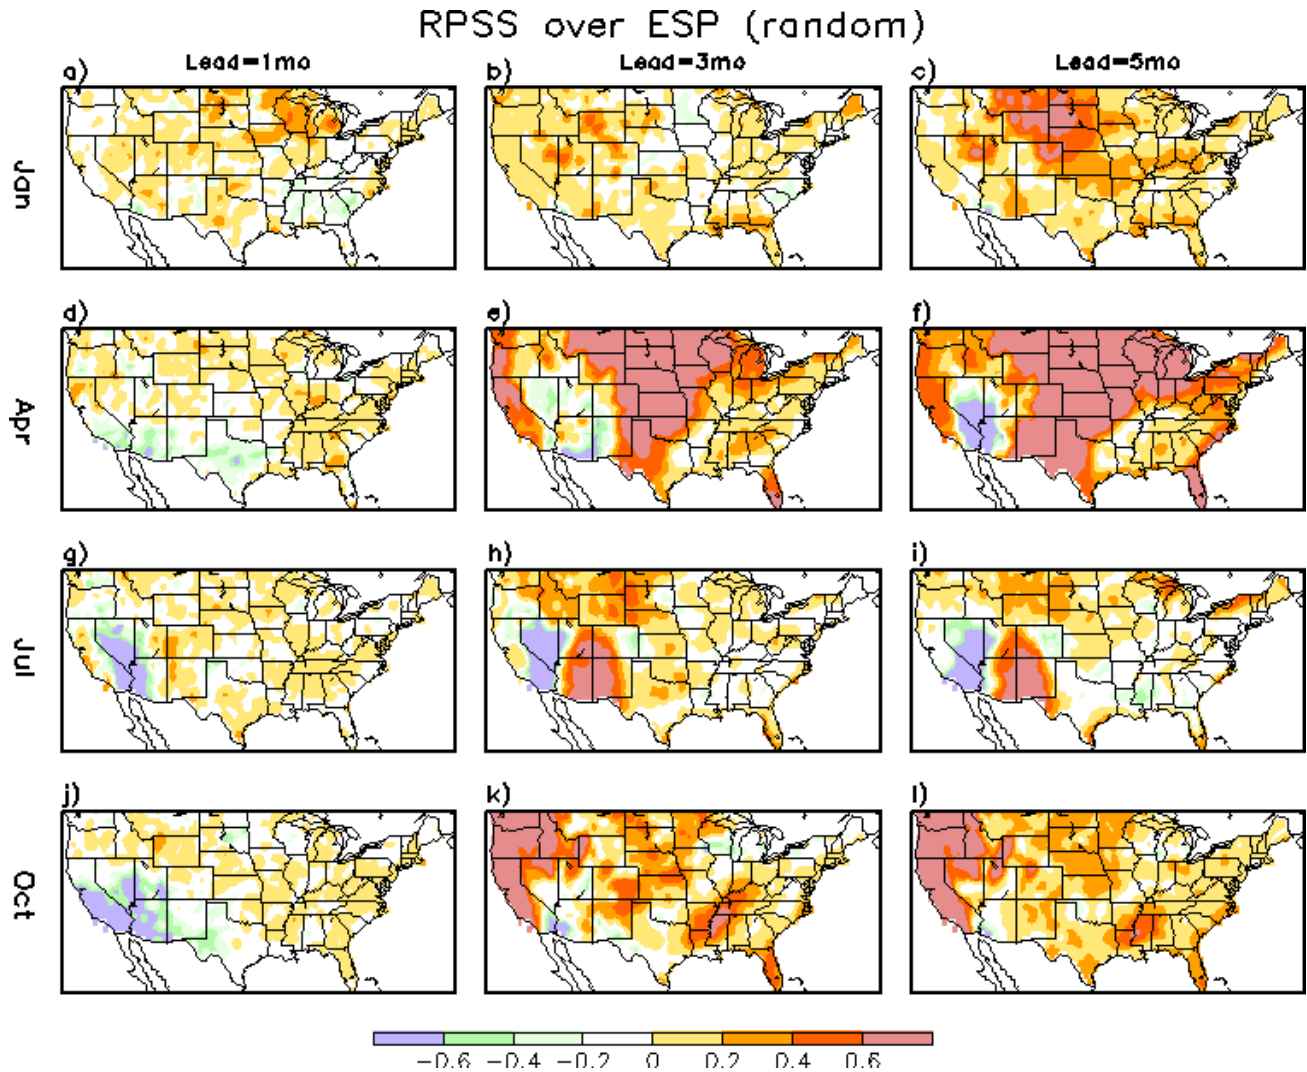 RPSS over ESP (random)
Lead=1mo Lead=3mo Lead=5mo
a) b) c)
Jan
d) e) f)
Apr
g) h) i)
Jul
j) k) l)
Oct
−0.6 −0.4 −0.2 0 0.2 0.4 0.6